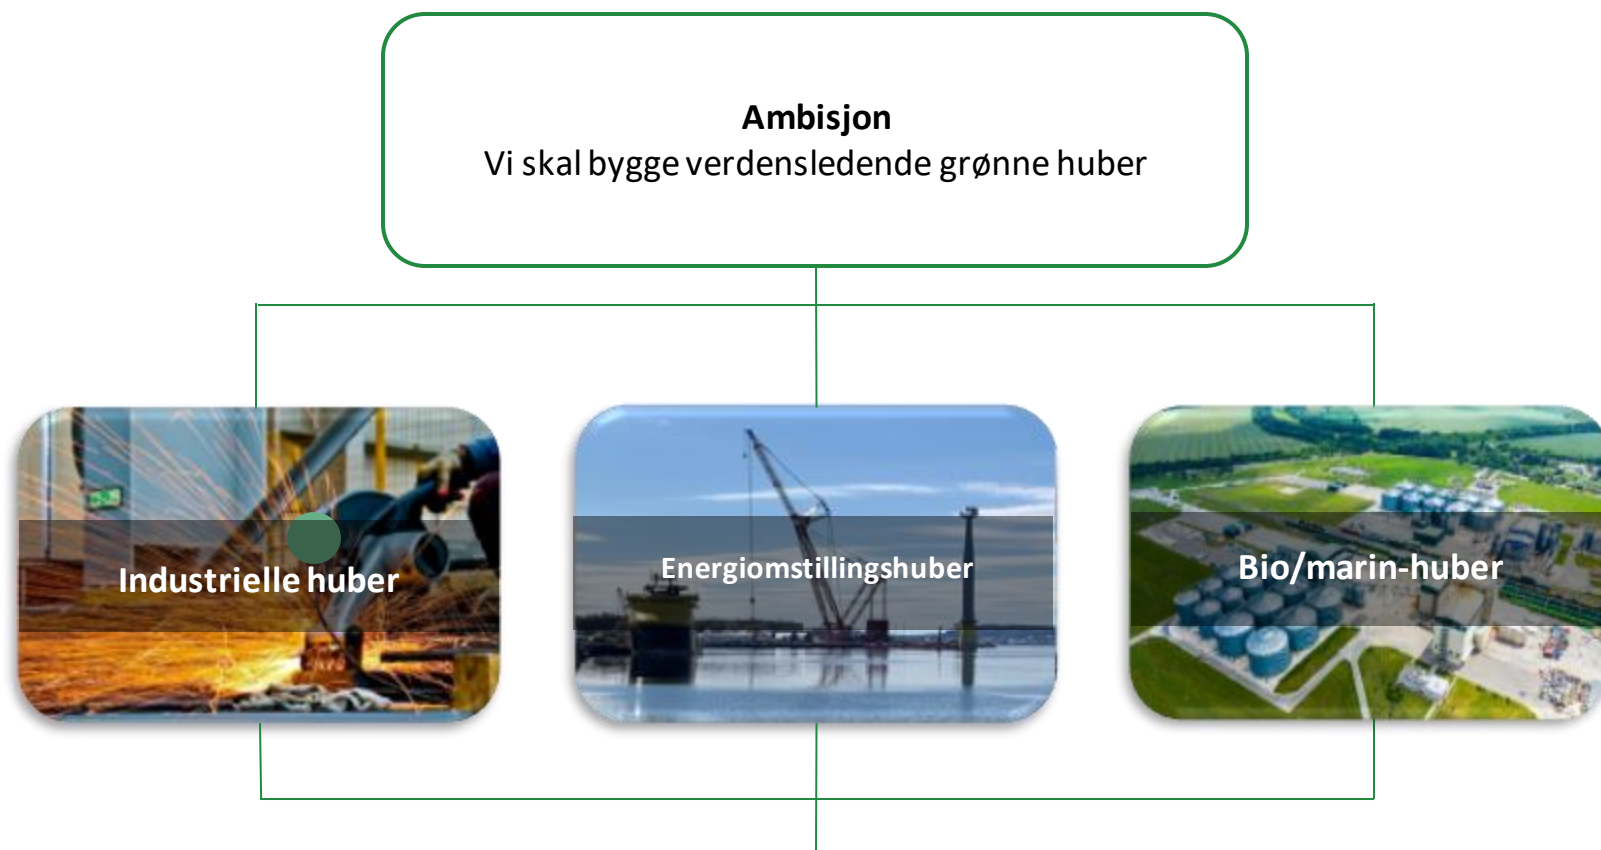 Ambisjon
Vi skal bygge verdensledende grønne huber
Industrielle huber
Energiomstillingshuber
Bio/marin-huber